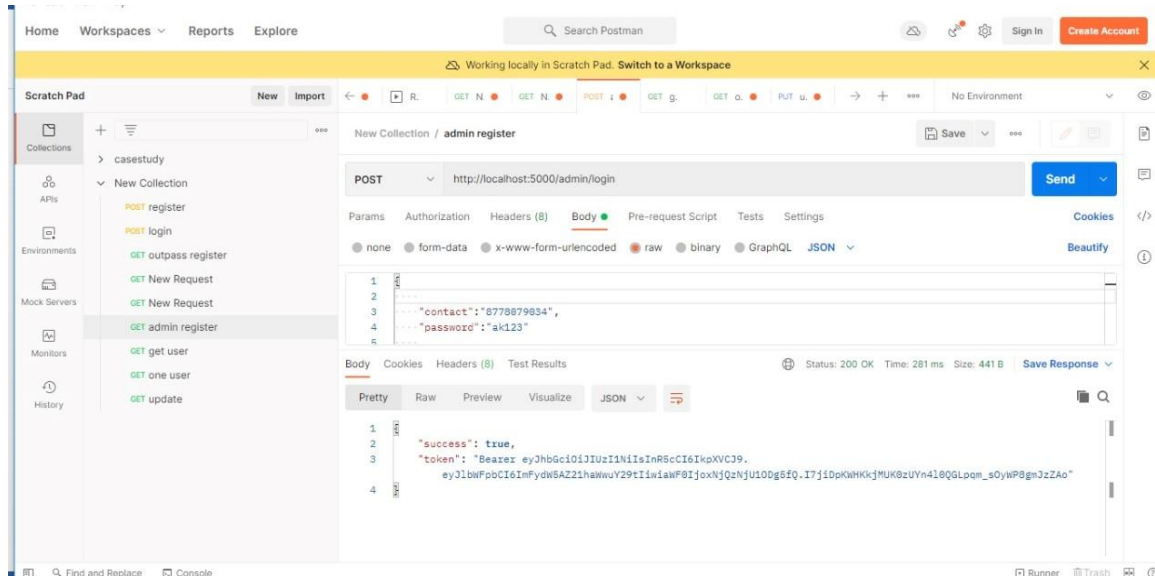 Home Workspaces Reports Explore Search Postman Sign In Create Account
Working locally in Scratch Pad. Switch to a Workspace
Scratch Pad New Import R. GET N. GET N. POST GET g. GET o. PUT u. No Environment
Collections
APIs
Environments
Mock Servers
Monitors
History
casestudy
New Collection
POST register
POST login
GET outpass register
GET New Request
GET New Request
GET admin register
GET get user
GET one user
GET update
New Collection / admin register Save
POST http://localhost:5000/admin/login Send
Params Authorization Headers (8) Body Pre-request Script Tests Settings Cookies
none form-data x-www-form-urlencoded raw binary GraphQL JSON Beautify
1 {
2
3 "contact":"8778079034",
4 "password":"ak123"
5
Body Cookies Headers (8) Test Results Status: 200 OK Time: 281 ms Size: 441 B Save Response
Pretty Raw Preview Visualize JSON
1 {
2 "success": true,
3 "token": "Bearer eyJhbGciOiJIUzI1NiIsInR5cCI6IkpXVCJ9.
eyJlbWFpbCI6ImFydW5AZ21haWwuY29tIiwiaWF0IjoxNjQzNjU1ODg5fQ.I7jiDpKWHKkjMUK0zUYn4l0QGLpqm_sOyWP8gmJzZAo"
4 }
Find and Replace Console Runner Trash